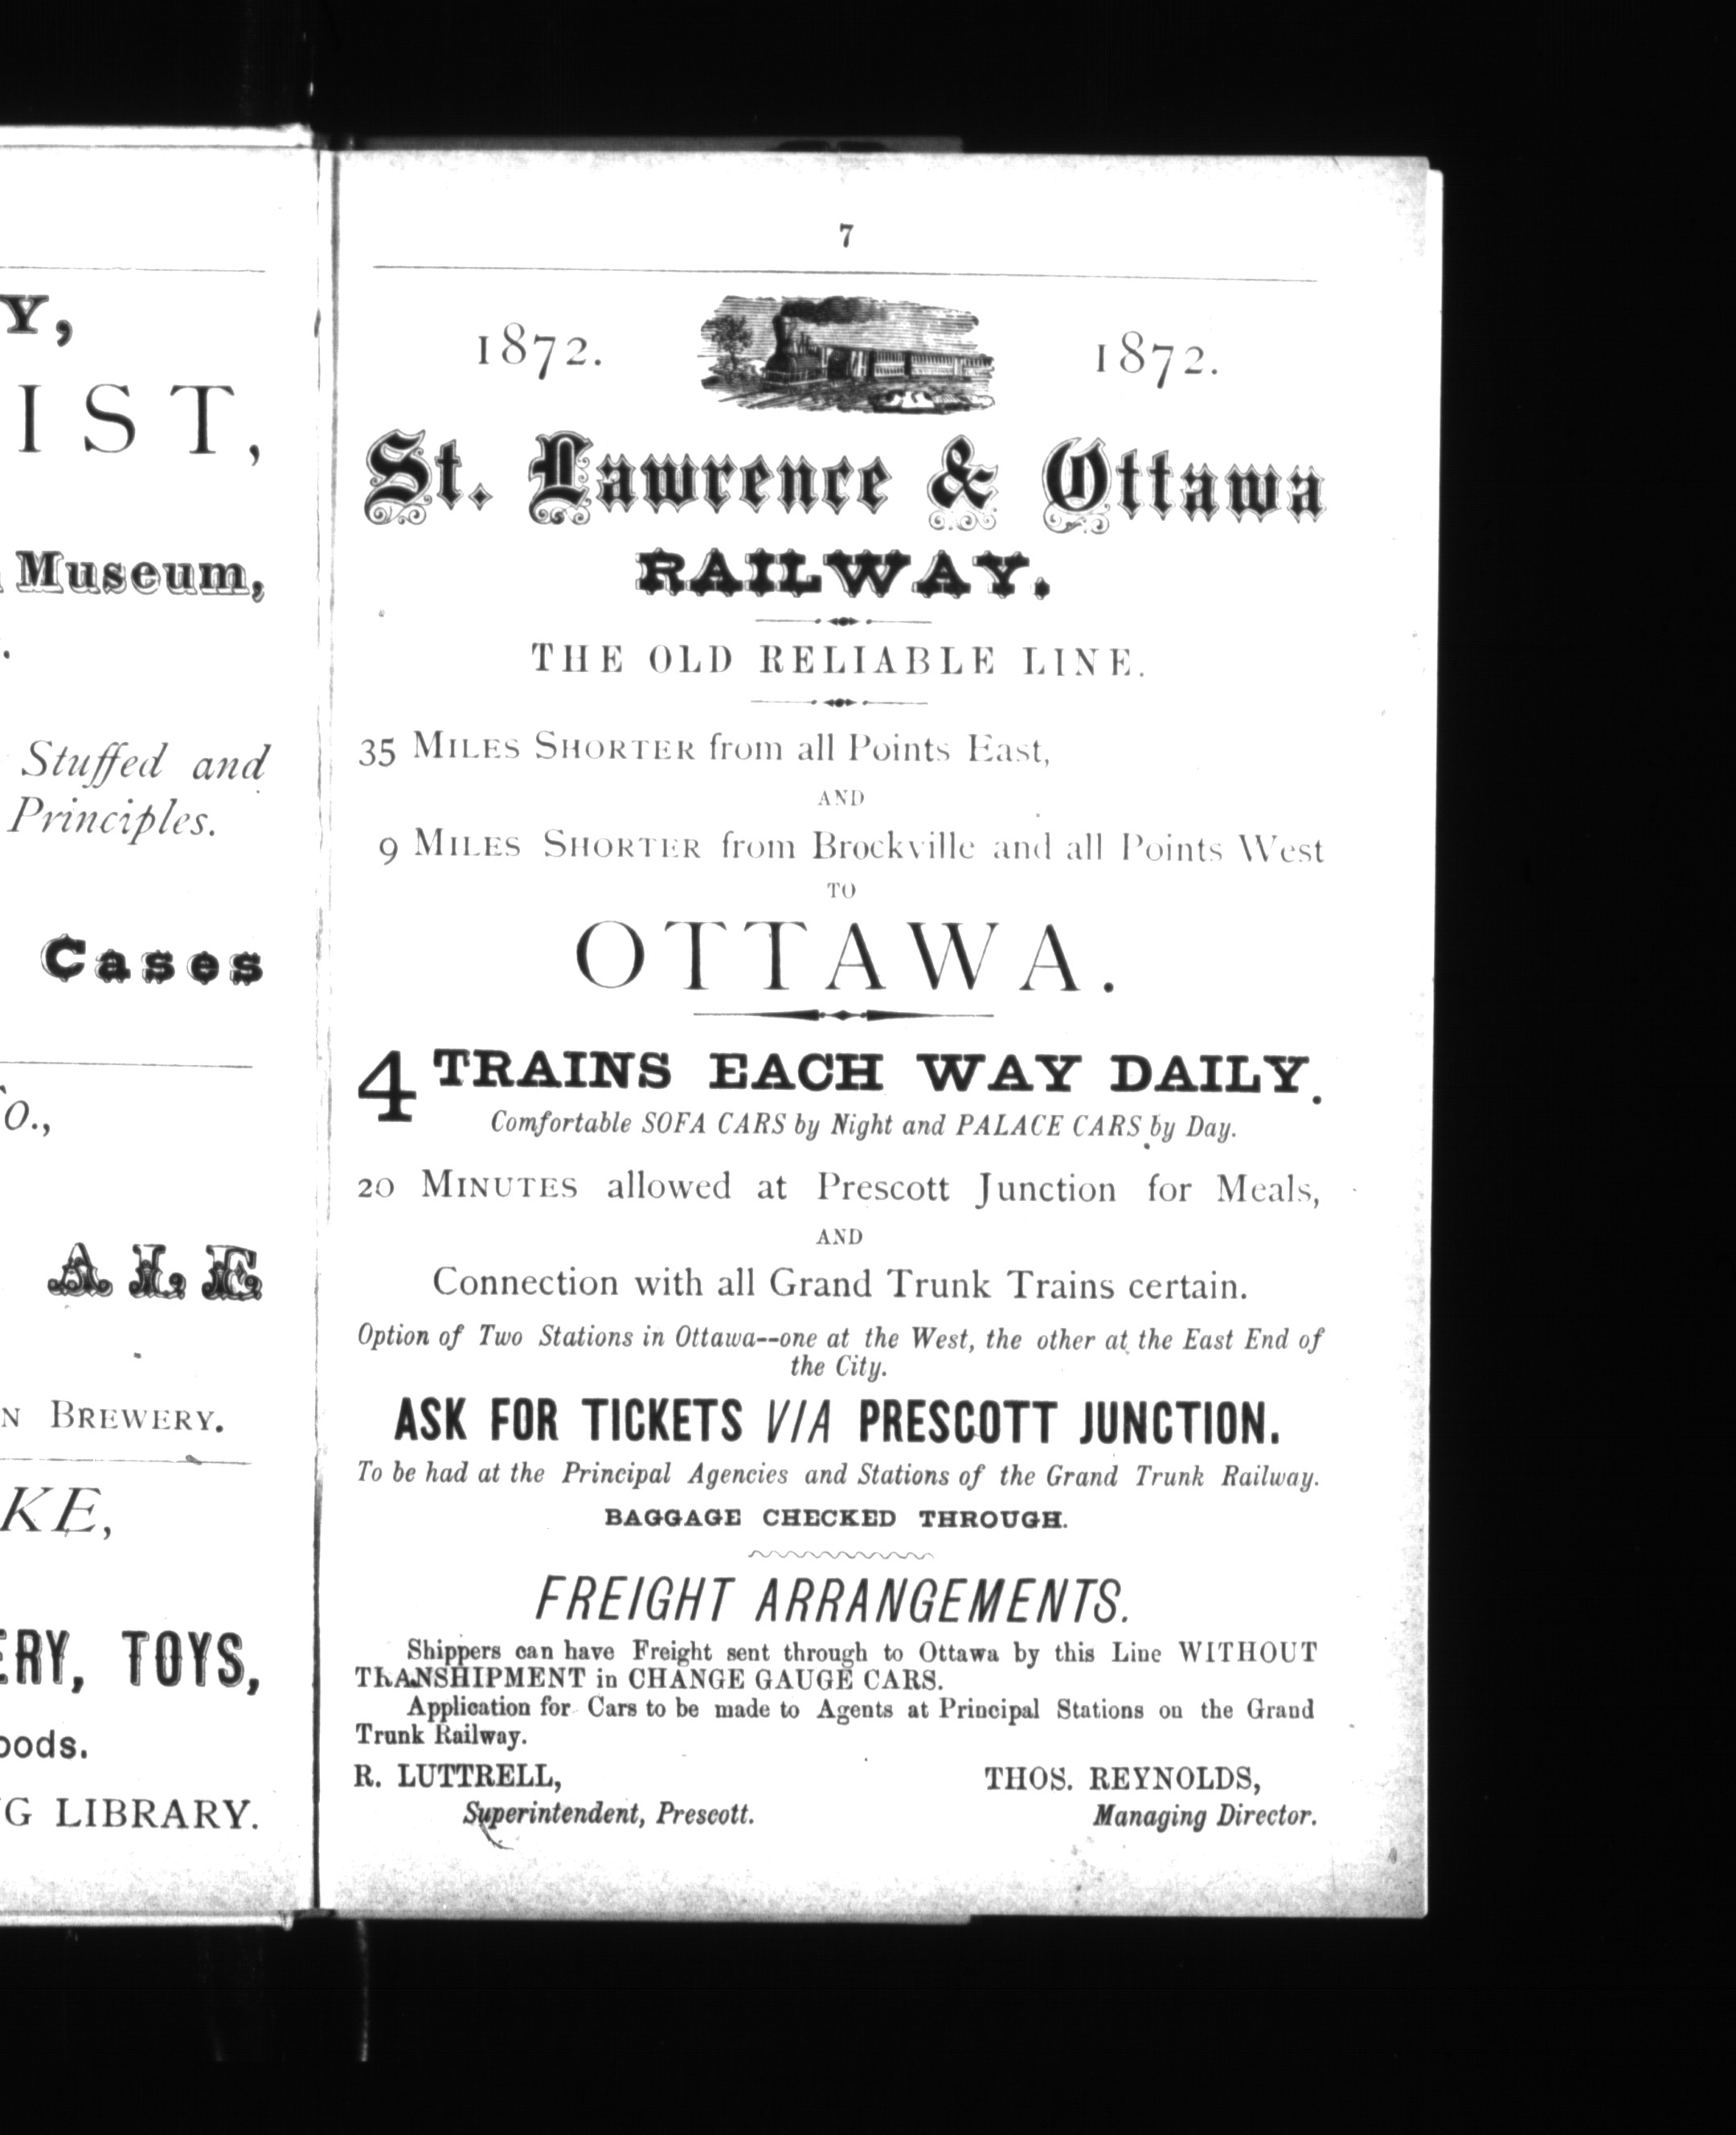 Y,
IST,
Museum,
Stuffed and
Principles.
Cases
O.,
ALE
N BREWERY.
KE,
ERY, TOYS,
oods.
G LIBRARY.
7
1872. 1872.
St. Lawrence & Ottawa
RAILWAY.
THE OLD RELIABLE LINE.
35 MILES SHORTER from all Points East,
AND
9 MILES SHORTER from Brockville and all Points West
TO
OTTAWA.
4 TRAINS EACH WAY DAILY.
Comfortable SOFA CARS by Night and PALACE CARS by Day.
20 MINUTES allowed at Prescott Junction for Meals,
AND
Connection with all Grand Trunk Trains certain.
Option of Two Stations in Ottawa--one at the West, the other at the East End of
the City.
ASK FOR TICKETS VIA PRESCOTT JUNCTION.
To be had at the Principal Agencies and Stations of the Grand Trunk Railway.
BAGGAGE CHECKED THROUGH.
FREIGHT ARRANGEMENTS.
Shippers can have Freight sent through to Ottawa by this Line WITHOUT
TRANSHIPMENT in CHANGE GAUGE CARS.
Application for Cars to be made to Agents at Principal Stations on the Grand
Trunk Railway.
R. LUTTRELL, THOS. REYNOLDS,
Superintendent, Prescott. Managing Director.